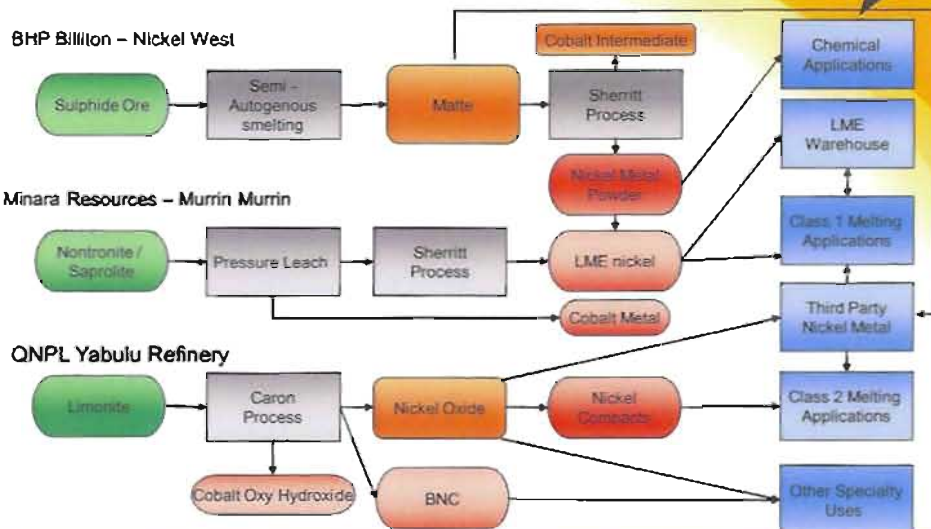 BHP Billiton – Nickel West
Cobalt Intermediate
Chemical
Applications
Sulphide Ore
Semi -
Autogenous
smelting
Matte
Sherritt
Process
LME
Warehouse
Nickel Metal
Powder
Minara Resources – Murrin Murrin
Class 1 Melting
Applications
Nontronite /
Saprolite
Pressure Leach
Sherritt
Process
LME nickel
Cobalt Metal
Third Party
Nickel Metal
QNPL Yabulu Refinery
Limonite
Caron
Process
Nickel Oxide
Nickel
Compacts
Class 2 Melting
Applications
Cobalt Oxy Hydroxide
BNC
Other Specialty
Uses